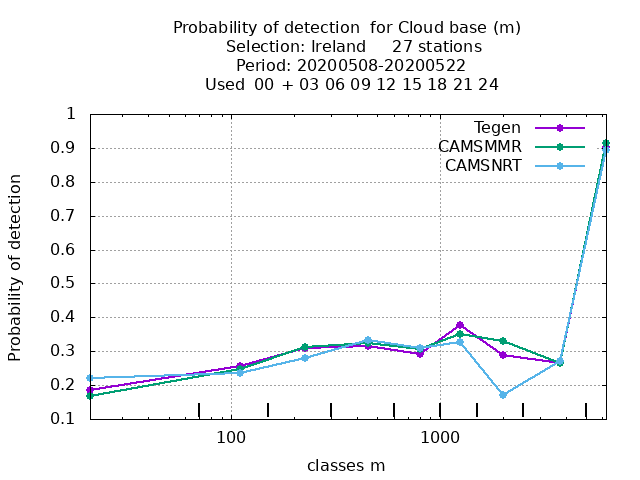 Probability of detection  for Cloud base (m)
Selection: Ireland     27 stations
Period: 20200508-20200522
Used  00 + 03 06 09 12 15 18 21 24
Tegen
CAMSMMR
CAMSNRT
1
0.9
0.8
0.7
0.6
0.5
0.4
0.3
0.2
0.1
Probability of detection
100
1000
classes m